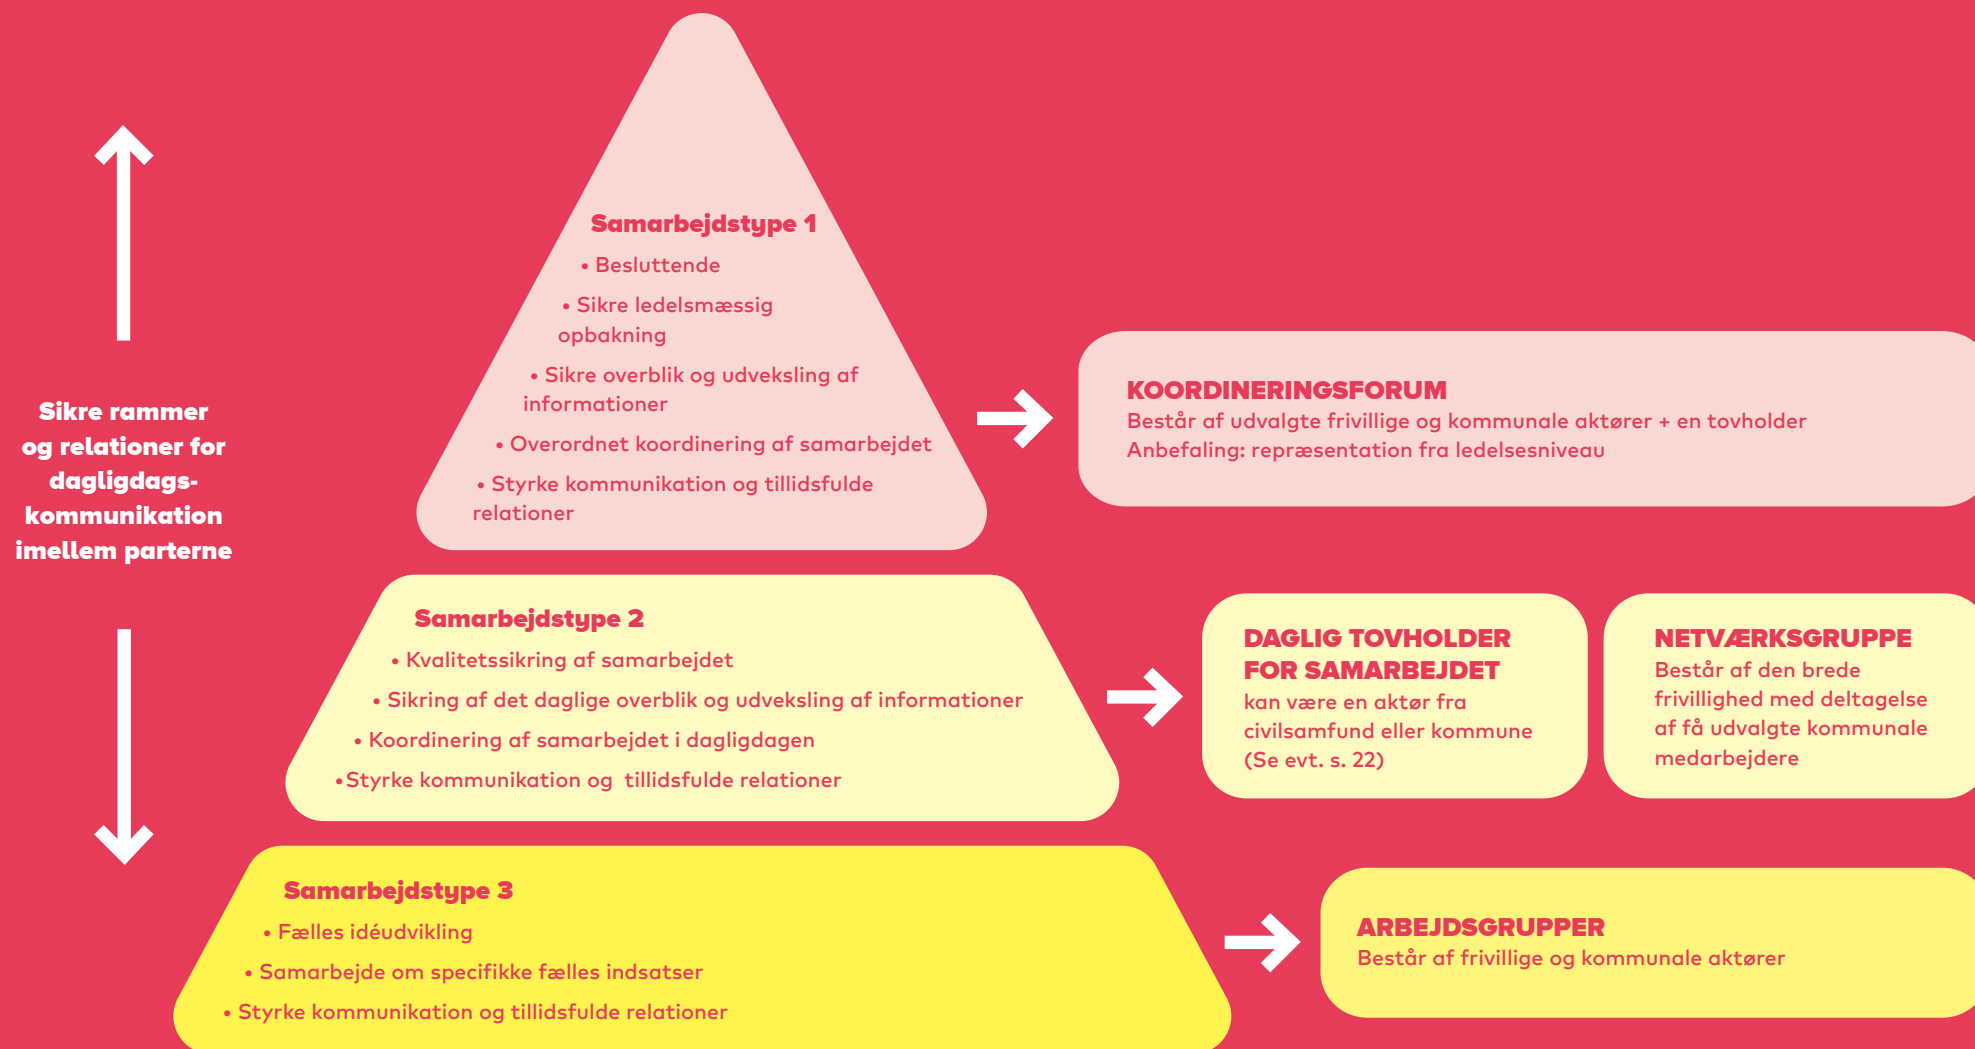 Sikre rammer
og relationer for
dagligdags-
kommunikation
imellem parterne
Samarbejdstype 1
• Besluttende
• Sikre ledelsmæssig
opbakning
• Sikre overblik og udveksling af
informationer
• Overordnet koordinering af samarbejdet
• Styrke kommunikation og tillidsfulde
relationer
KOORDINERINGSFORUM
Består af udvalgte frivillige og kommunale aktører + en tovholder
Anbefaling: repræsentation fra ledelsesniveau
Samarbejdstype 2
• Kvalitetssikring af samarbejdet
• Sikring af det daglige overblik og udveksling af informationer
• Koordinering af samarbejdet i dagligdagen
•Styrke kommunikation og tillidsfulde relationer
DAGLIG TOVHOLDER
FOR SAMARBEJDET
kan være en aktør fra
civilsamfund eller kommune
(Se evt. s. 22)
NETVÆRKSGRUPPE
Består af den brede
frivillighed med deltagelse
af få udvalgte kommunale
medarbejdere
Samarbejdstype 3
• Fælles idéudvikling
• Samarbejde om specifikke fælles indsatser
• Styrke kommunikation og tillidsfulde relationer
ARBEJDSGRUPPER
Består af frivillige og kommunale aktører